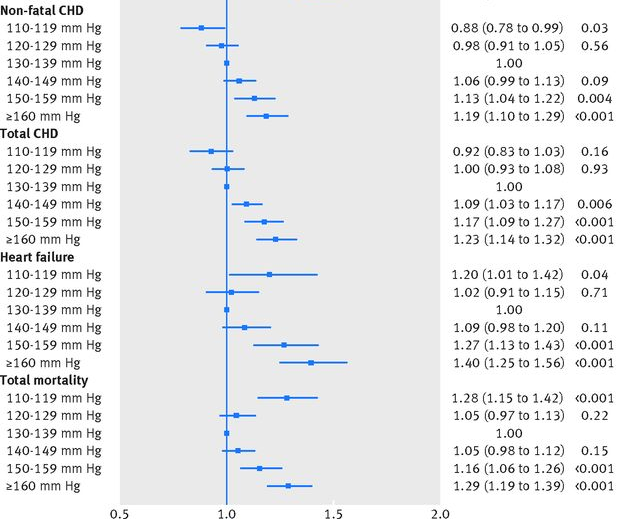 Non-fatal CHD
110-119 mm Hg 0.88 (0.78 to 0.99) 0.03
120-129 mm Hg 0.98 (0.91 to 1.05) 0.56
130-139 mm Hg 1.00
140-149 mm Hg 1.06 (0.99 to 1.13) 0.09
150-159 mm Hg 1.13 (1.04 to 1.22) 0.004
≥160 mm Hg 1.19 (1.10 to 1.29) <0.001
Total CHD
110-119 mm Hg 0.92 (0.83 to 1.03) 0.16
120-129 mm Hg 1.00 (0.93 to 1.08) 0.93
130-139 mm Hg 1.00
140-149 mm Hg 1.09 (1.03 to 1.17) 0.006
150-159 mm Hg 1.17 (1.09 to 1.27) <0.001
≥160 mm Hg 1.23 (1.14 to 1.32) <0.001
Heart failure
110-119 mm Hg 1.20 (1.01 to 1.42) 0.04
120-129 mm Hg 1.02 (0.91 to 1.15) 0.71
130-139 mm Hg 1.00
140-149 mm Hg 1.09 (0.98 to 1.20) 0.11
150-159 mm Hg 1.27 (1.13 to 1.43) <0.001
≥160 mm Hg 1.40 (1.25 to 1.56) <0.001
Total mortality
110-119 mm Hg 1.28 (1.15 to 1.42) <0.001
120-129 mm Hg 1.05 (0.97 to 1.13) 0.22
130-139 mm Hg 1.00
140-149 mm Hg 1.05 (0.98 to 1.12) 0.15
150-159 mm Hg 1.16 (1.06 to 1.26) <0.001
≥160 mm Hg 1.29 (1.19 to 1.39) <0.001
0.5 1.0 1.5 2.0